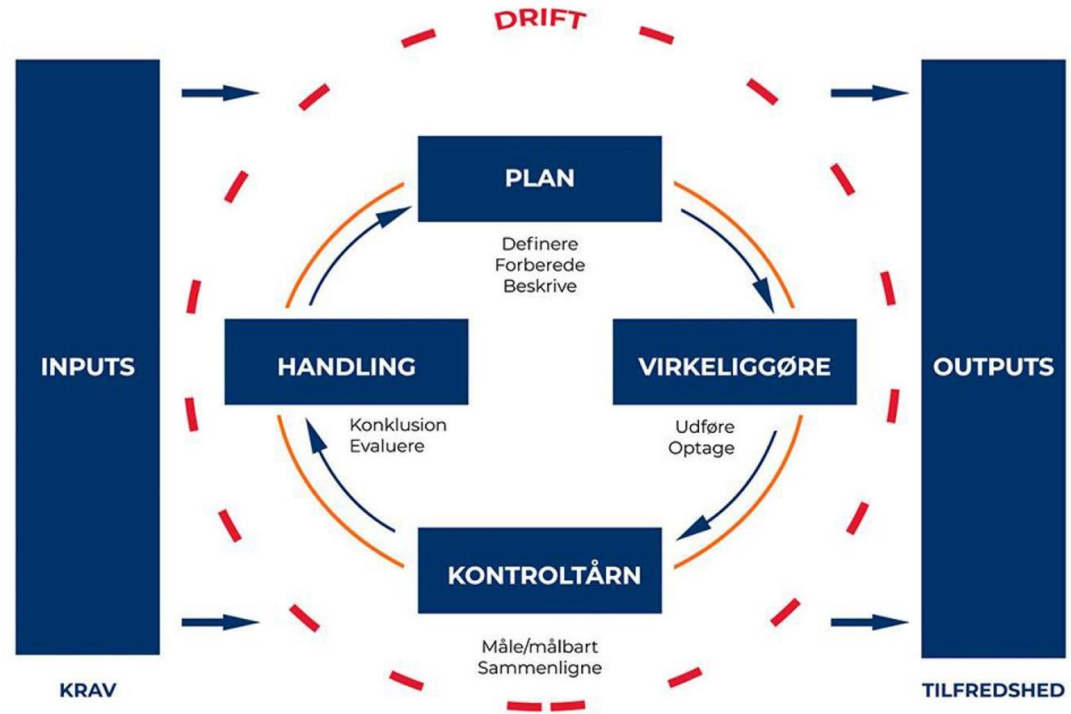 DRIFT
INPUTS
KRAV
PLAN
Definere
Forberede
Beskrive
HANDLING
Konklusion
Evaluere
VIRKELIGGØRE
Udføre
Optage
KONTROLTÅRN
Måle/målbart
Sammenligne
OUTPUTS
TILFREDSHED